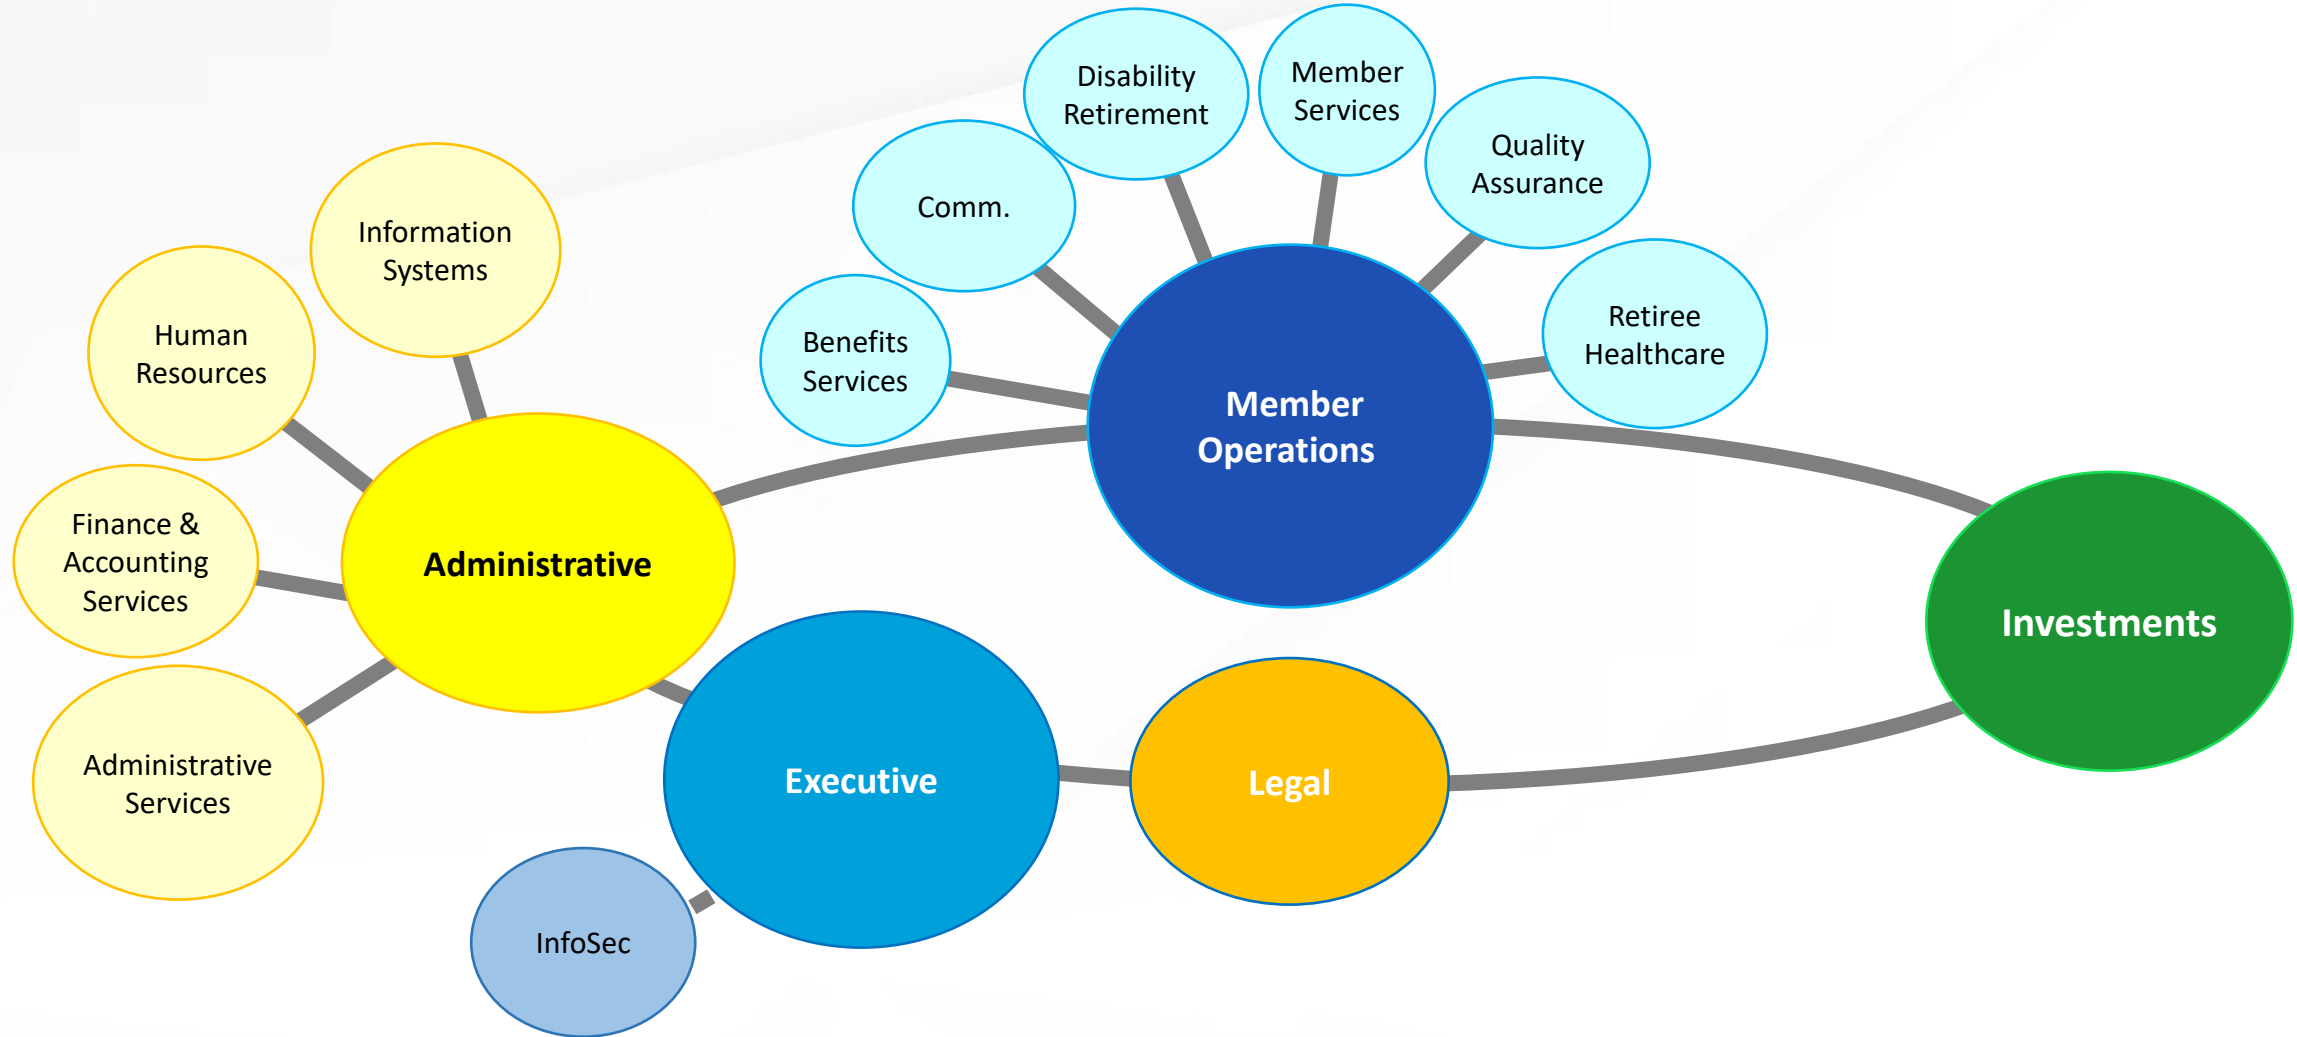 Disability
Retirement
Member
Services
Quality
Assurance
Comm.
Information
Systems
Human
Resources
Benefits
Services
Retiree
Healthcare
Member
Operations
Finance &
Accounting
Services
Administrative
Investments
Administrative
Services
Executive
Legal
InfoSec